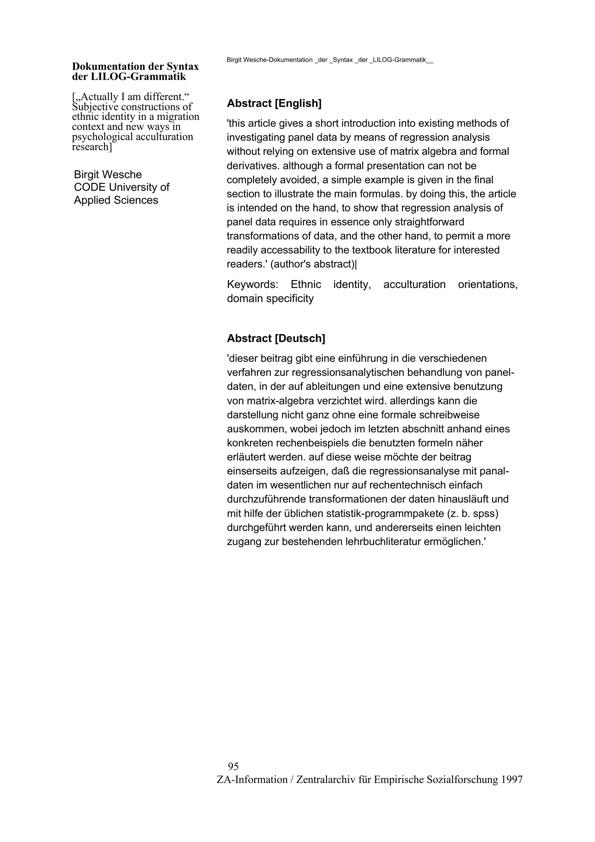 Birgit Wesche-Dokumentation _der _Syntax _der _LILOG-Grammatik__
Dokumentation der Syntax
der LILOG-Grammatik
[„Actually I am different.“
Subjective constructions of
ethnic identity in a migration
context and new ways in
psychological acculturation
research]
Birgit Wesche
CODE University of
Applied Sciences
Abstract [English]
'this article gives a short introduction into existing methods of
investigating panel data by means of regression analysis
without relying on extensive use of matrix algebra and formal
derivatives. although a formal presentation can not be
completely avoided, a simple example is given in the final
section to illustrate the main formulas. by doing this, the article
is intended on the hand, to show that regression analysis of
panel data requires in essence only straightforward
transformations of data, and the other hand, to permit a more
readily accessability to the textbook literature for interested
readers.' (author's abstract)|
Keywords: Ethnic identity, acculturation orientations,
domain specificity
Abstract [Deutsch]
'dieser beitrag gibt eine einführung in die verschiedenen
verfahren zur regressionsanalytischen behandlung von panel-
daten, in der auf ableitungen und eine extensive benutzung
von matrix-algebra verzichtet wird. allerdings kann die
darstellung nicht ganz ohne eine formale schreibweise
auskommen, wobei jedoch im letzten abschnitt anhand eines
konkreten rechenbeispiels die benutzten formeln näher
erläutert werden. auf diese weise möchte der beitrag
einserseits aufzeigen, daß die regressionsanalyse mit panal-
daten im wesentlichen nur auf rechentechnisch einfach
durchzuführende transformationen der daten hinausläuft und
mit hilfe der üblichen statistik-programmpakete (z. b. spss)
durchgeführt werden kann, und andererseits einen leichten
zugang zur bestehenden lehrbuchliteratur ermöglichen.'
95
ZA-Information / Zentralarchiv für Empirische Sozialforschung 1997